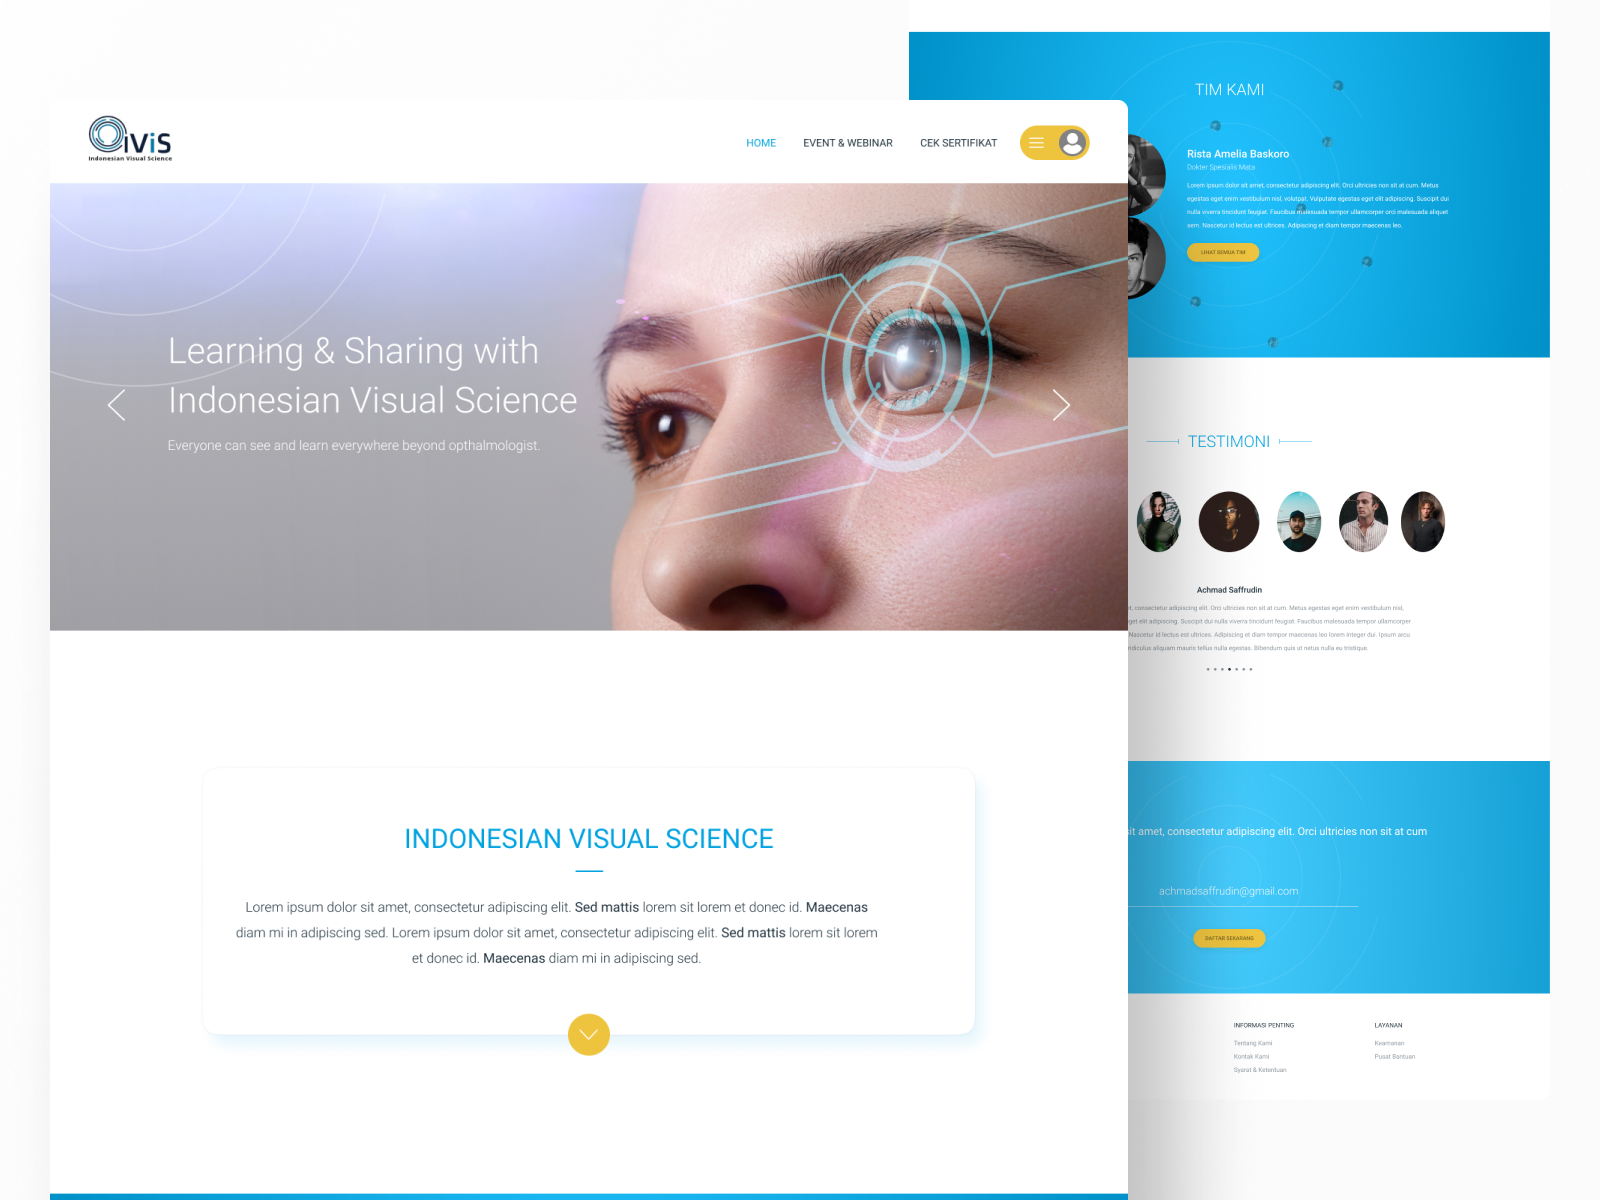 iViS
Indonesian Visual Science
HOME
EVENT & WEBINAR
CEK SERTIFIKAT
Learning & Sharing with
Indonesian Visual Science
Everyone can see and learn everywhere beyond opthalmologist.
INDONESIAN VISUAL SCIENCE
Lorem ipsum dolor sit amet, consectetur adipiscing elit. Sed mattis lorem sit lorem et donec id. Maecenas
diam mi in adipiscing sed. Lorem ipsum dolor sit amet, consectetur adipiscing elit. Sed mattis lorem sit lorem
et donec id. Maecenas diam mi in adipiscing sed.
TIM KAMI
Rista Amelia Baskoro
Dokter Spesialis Mata
Lorem ipsum dolor sit amet, consectetur adipiscing elit. Orci ultricies non sit at cum. Metus
egestas eget enim vestibulum nisl, volutpat. Vulputate egestas eget elit adipiscing. Suscipit dui
nulla viverra tincidunt feugiat. Faucibus malesuada tempor ullamcorper orci malesuada aliquet
sem. Nascetur id lectus est ultrices. Adipiscing et diam tempor maecenas leo.
LIHAT SEMUA TIM
TESTIMONI
Achmad Saffrudin
consectetur adipiscing elit. Orci ultricies non sit at cum. Metus egestas eget enim vestibulum nisl,
eget elit adipiscing. Suscipit dui nulla viverra tincidunt feugiat. Faucibus malesuada tempor ullamcorper
Nascetur id lectus est ultrices. Adipiscing et diam tempor maecenas leo lorem integer dui. Ipsum arcu
ridiculus aliquam mauris tellus nulla egestas. Bibendum quis ut netus nulla eu tristique.
sit amet, consectetur adipiscing elit. Orci ultricies non sit at cum
achmadsaffrudin@gmail.com
DAFTAR SEKARANG
INFORMASI PENTING
Tentang Kami
Kontak Kami
Syarat & Ketentuan
LAYANAN
Keamanan
Pusat Bantuan